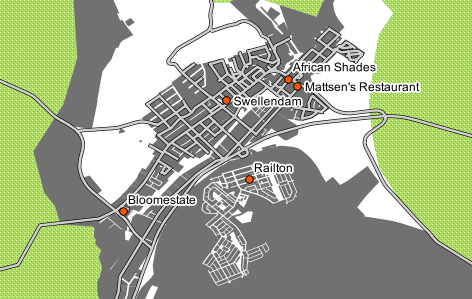 African Shades
Mattsen's Restaurant
Swellendam
Railton
Bloomestate